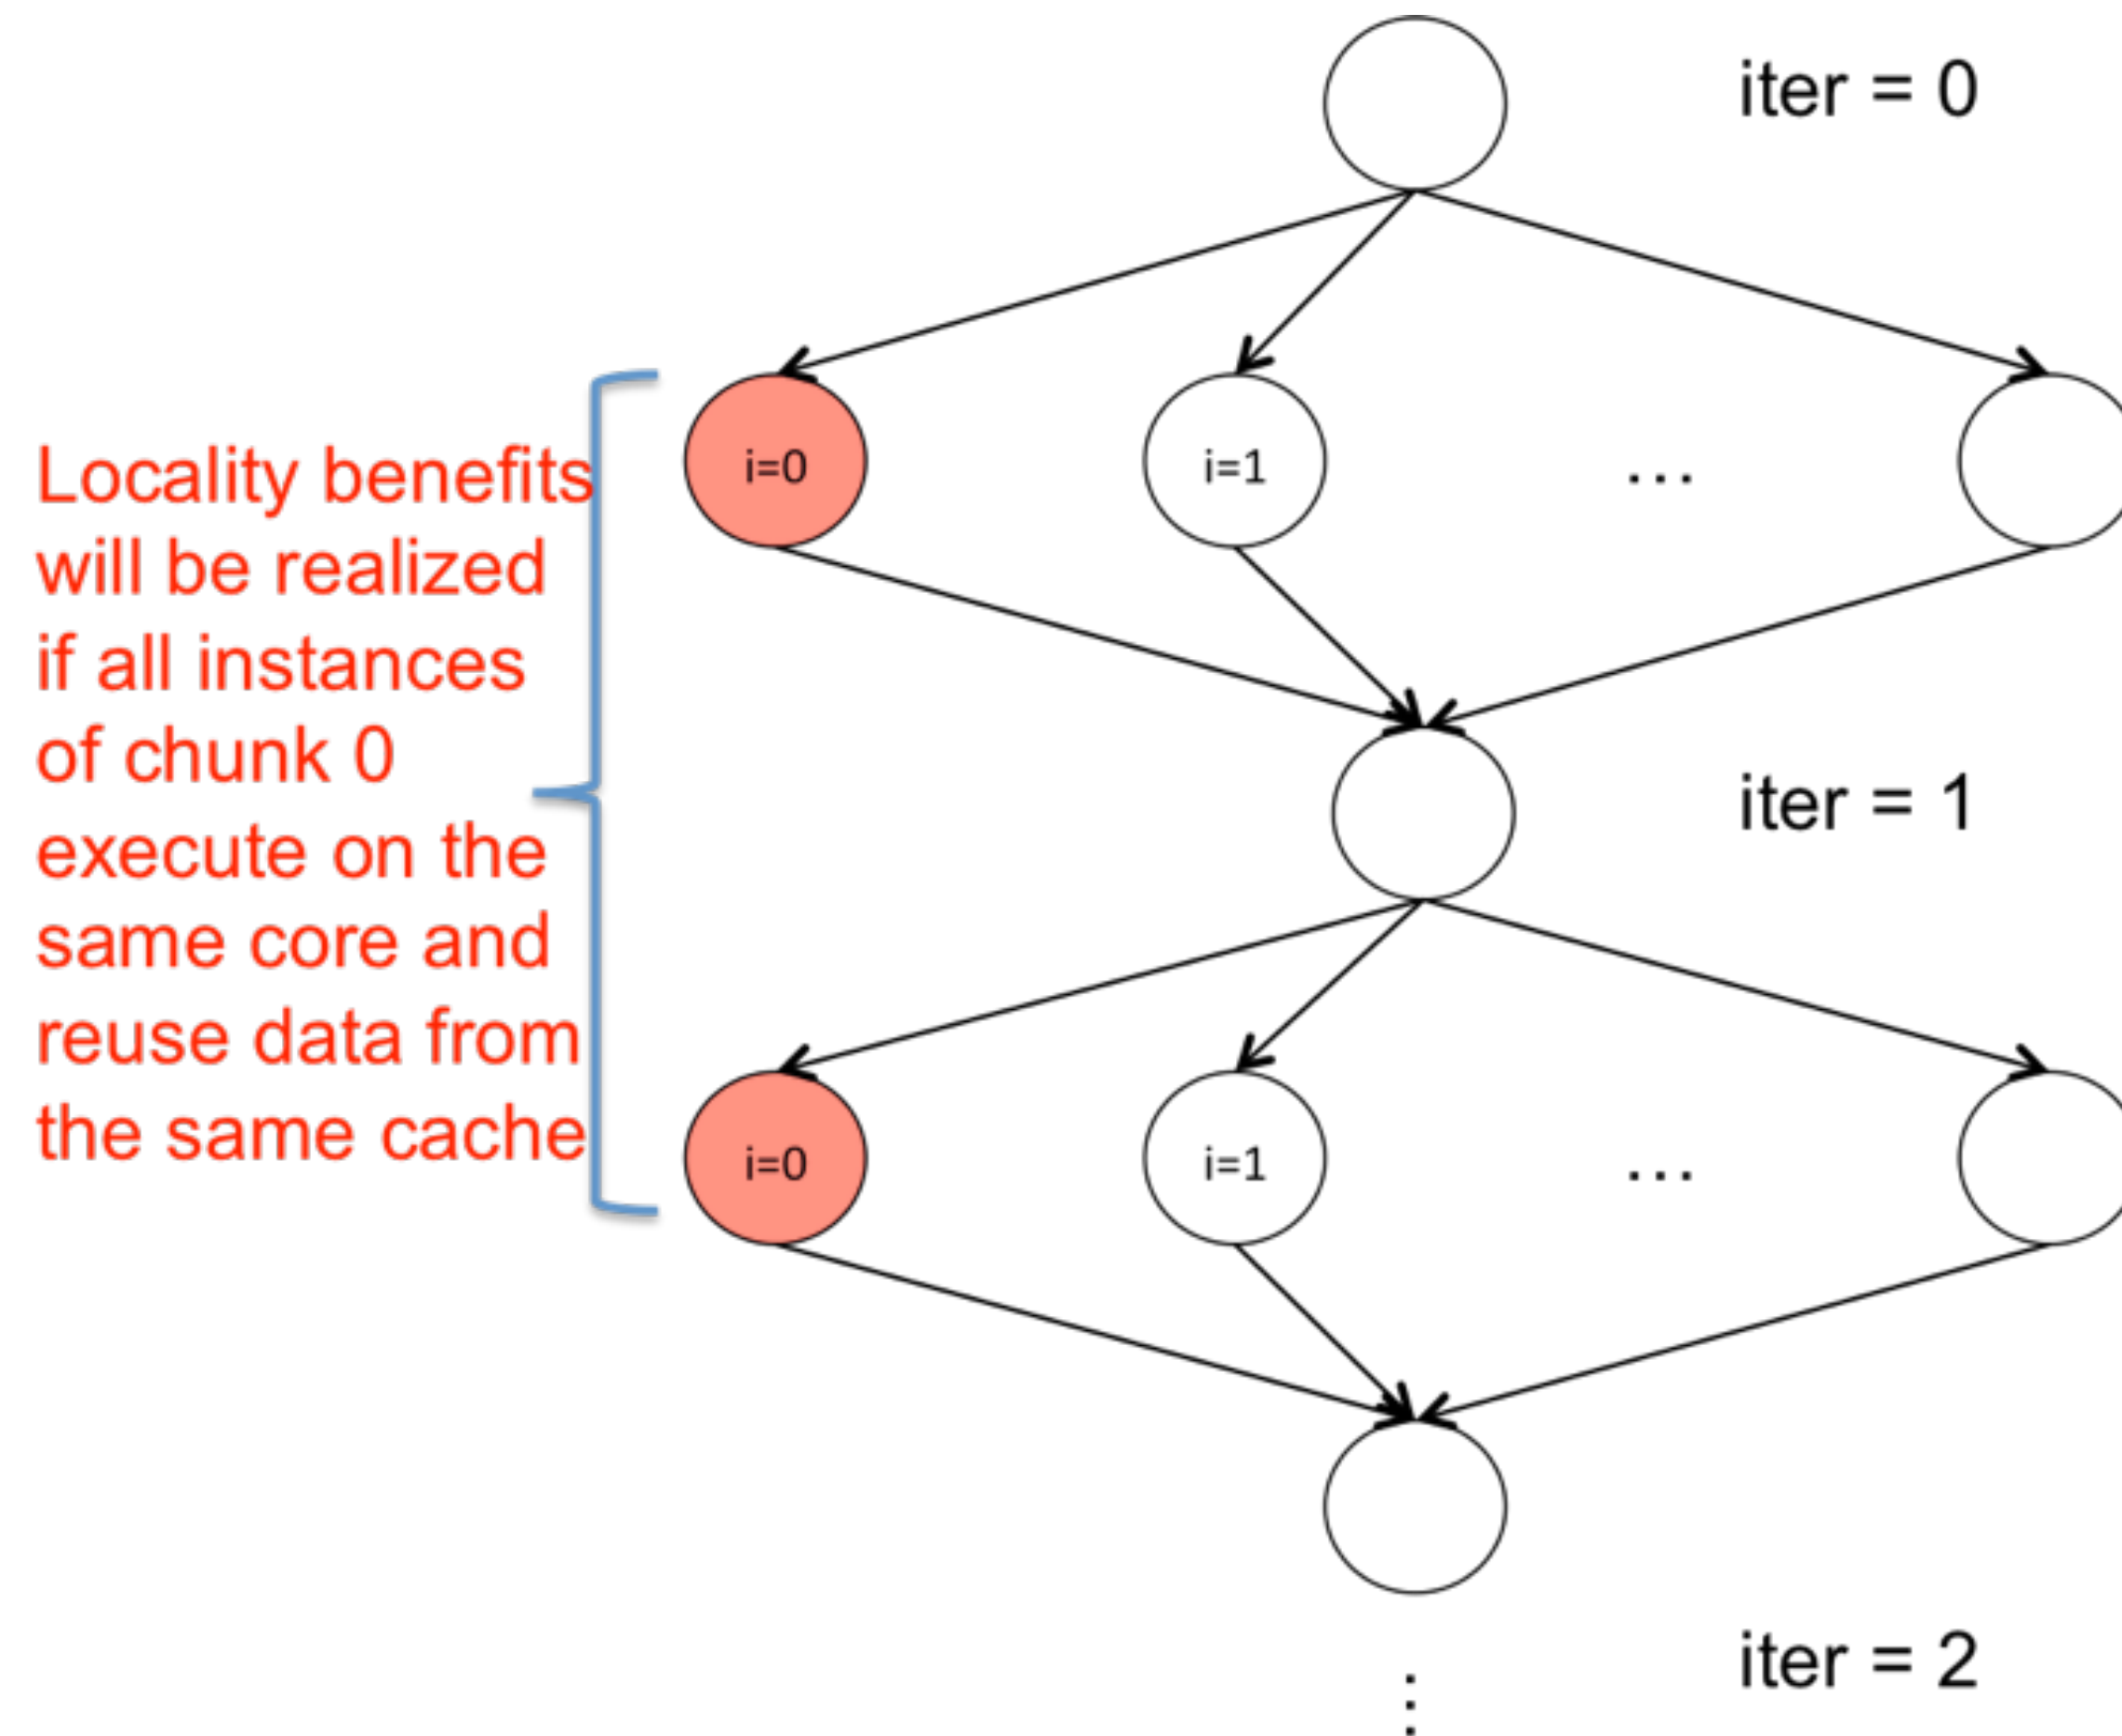 iter = 0
Locality benefits
will be realized
if all instances
of chunk 0
execute on the
same core and
reuse data from
the same cache
i=0
i=1
...
iter = 1
i=0
i=1
...
iter = 2
⋮